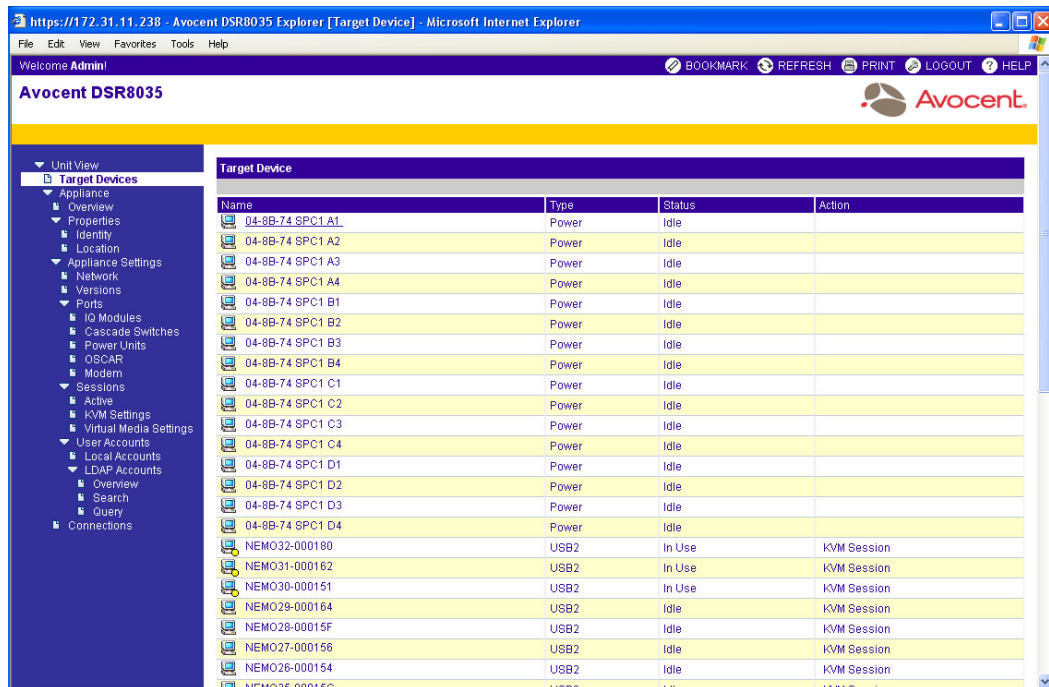 https://172.31.11.238 - Avocent DSR8035 Explorer [Target Device] - Microsoft Internet Explorer
File Edit View Favorites Tools Help
Welcome Admin! BOOKMARK REFRESH PRINT LOGOUT ? HELP
Avocent DSR8035
Avocent.
Unit View
Target Devices
Appliance
Overview
Properties
Identity
Location
Appliance Settings
Network
Versions
Ports
IQ Modules
Cascade Switches
Power Units
OSCAR
Modem
Sessions
Active
KVM Settings
Virtual Media Settings
User Accounts
Local Accounts
LDAP Accounts
Overview
Search
Query
Connections
Target Device
Name Type Status Action
04-8B-74 SPC1 A1 Power Idle
04-8B-74 SPC1 A2 Power Idle
04-8B-74 SPC1 A3 Power Idle
04-8B-74 SPC1 A4 Power Idle
04-8B-74 SPC1 B1 Power Idle
04-8B-74 SPC1 B2 Power Idle
04-8B-74 SPC1 B3 Power Idle
04-8B-74 SPC1 B4 Power Idle
04-8B-74 SPC1 C1 Power Idle
04-8B-74 SPC1 C2 Power Idle
04-8B-74 SPC1 C3 Power Idle
04-8B-74 SPC1 C4 Power Idle
04-8B-74 SPC1 D1 Power Idle
04-8B-74 SPC1 D2 Power Idle
04-8B-74 SPC1 D3 Power Idle
04-8B-74 SPC1 D4 Power Idle
NEMO32-000180 USB2 In Use KVM Session
NEMO31-000162 USB2 In Use KVM Session
NEMO30-000151 USB2 In Use KVM Session
NEMO29-000164 USB2 Idle KVM Session
NEMO28-00015F USB2 Idle KVM Session
NEMO27-000156 USB2 Idle KVM Session
NEMO26-000154 USB2 Idle KVM Session